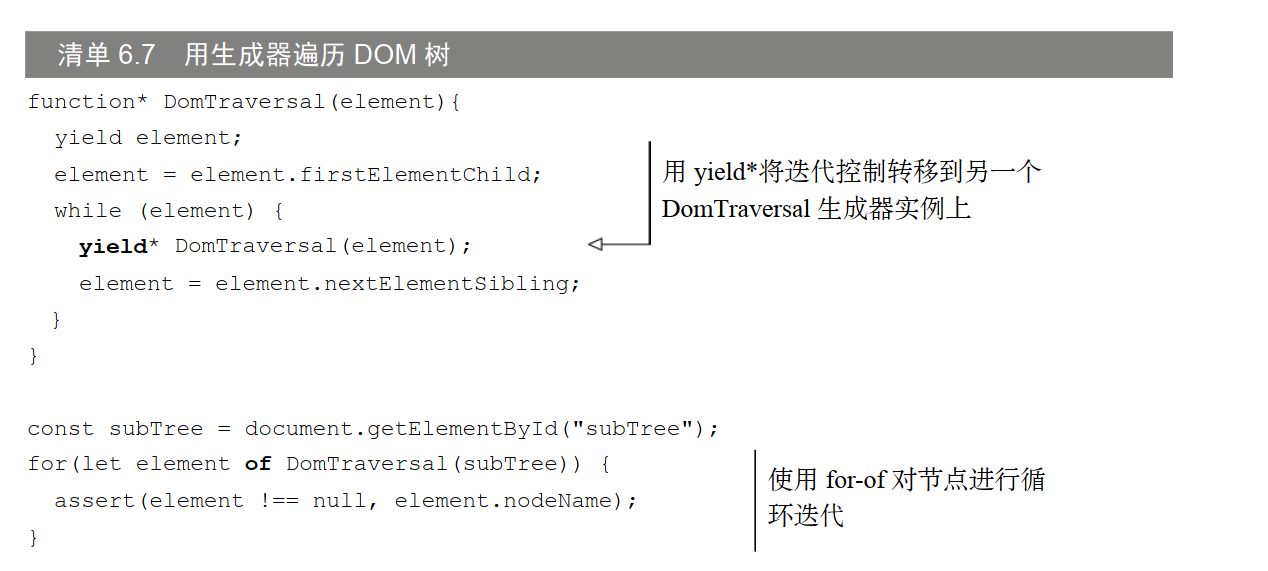 清单 6.7 用生成器遍历 DOM 树
function* DomTraversal(element){
  yield element;
  element = element.firstElementChild;
  while (element) {
    yield* DomTraversal(element);
    element = element.nextElementSibling;
  }
}
用 yield*将迭代控制转移到另一个
DomTraversal 生成器实例上
const subTree = document.getElementById("subTree");
for(let element of DomTraversal(subTree)) {
  assert(element !== null, element.nodeName);
}
使用 for-of 对节点进行循
环迭代